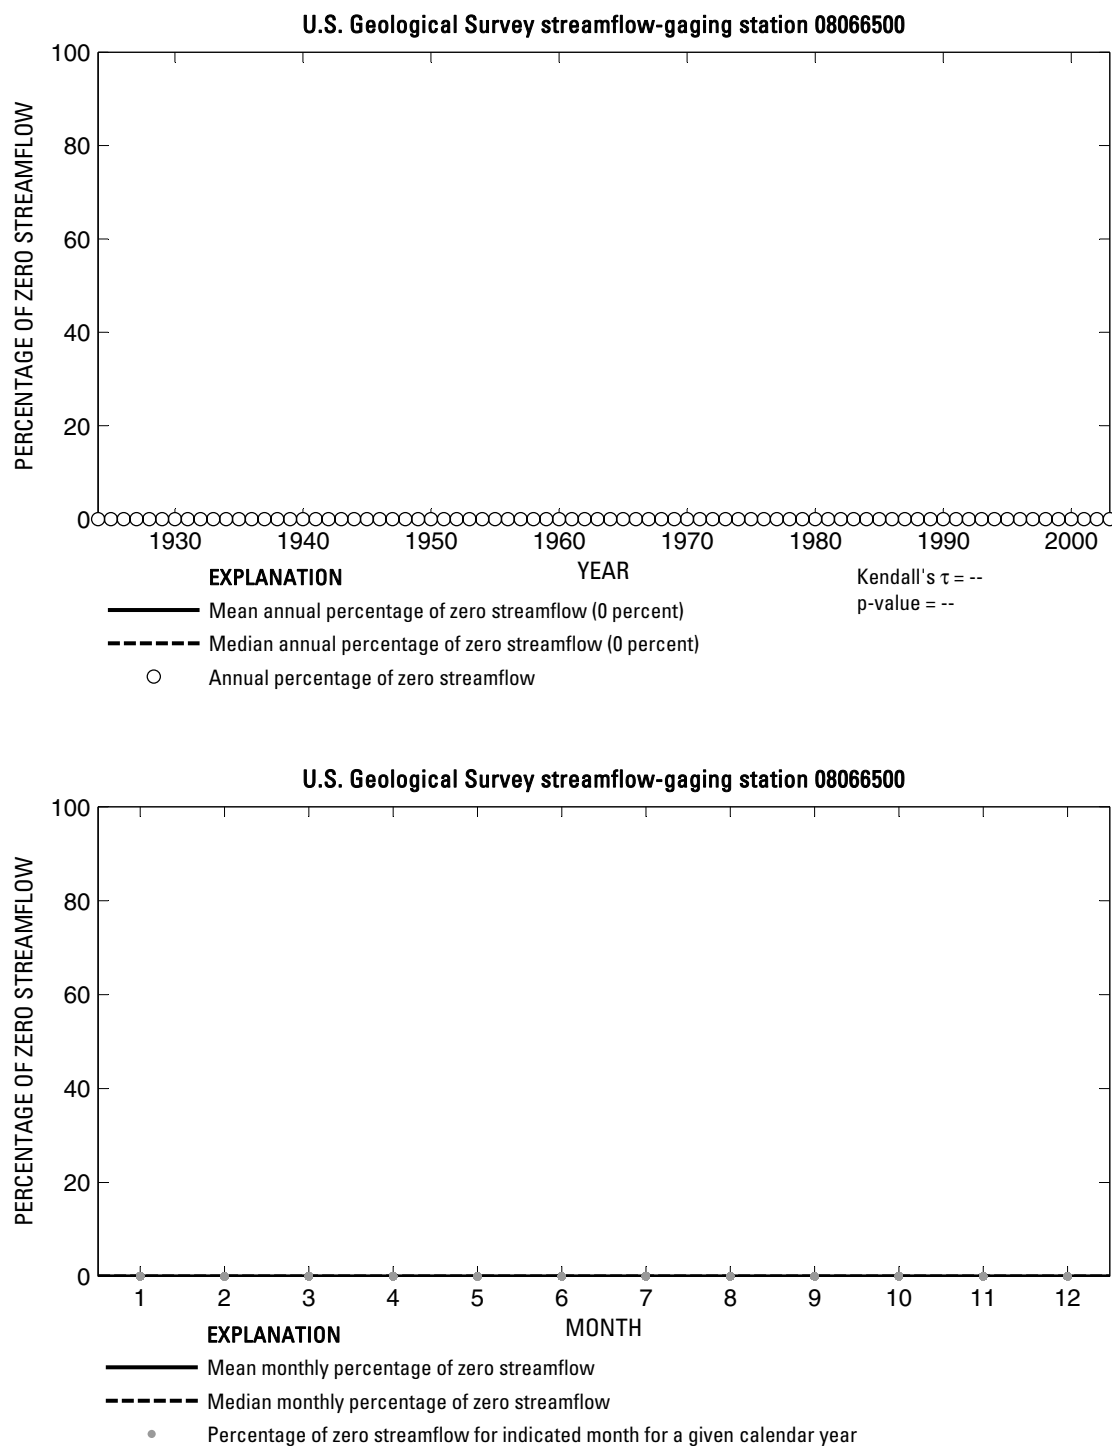 U.S. Geological Survey streamflow-gaging station 08066500
PERCENTAGE OF ZERO STREAMFLOW
100
80
60
40
20
0
1930 1940 1950 1960 1970 1980 1990 2000
YEAR
Kendall's τ = --
p-value = --
EXPLANATION
Mean annual percentage of zero streamflow (0 percent)
Median annual percentage of zero streamflow (0 percent)
Annual percentage of zero streamflow
U.S. Geological Survey streamflow-gaging station 08066500
PERCENTAGE OF ZERO STREAMFLOW
100
80
60
40
20
0
1 2 3 4 5 6 7 8 9 10 11 12
MONTH
EXPLANATION
Mean monthly percentage of zero streamflow
Median monthly percentage of zero streamflow
Percentage of zero streamflow for indicated month for a given calendar year